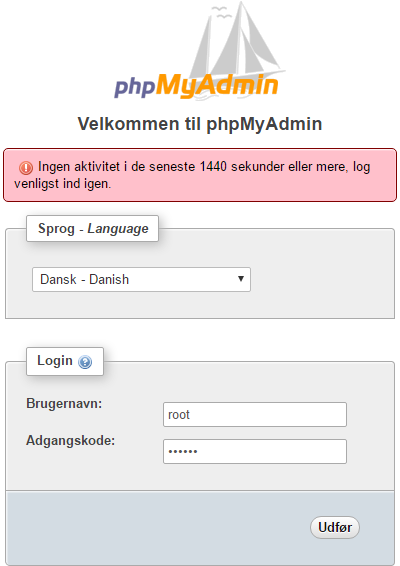 phpMyAdmin
Velkommen til phpMyAdmin
Ingen aktivitet i de seneste 1440 sekunder eller mere, log
venligst ind igen.
Sprog - Language
Dansk - Danish
Login
Brugernavn:
root
Adgangskode:
••••••
Udfør